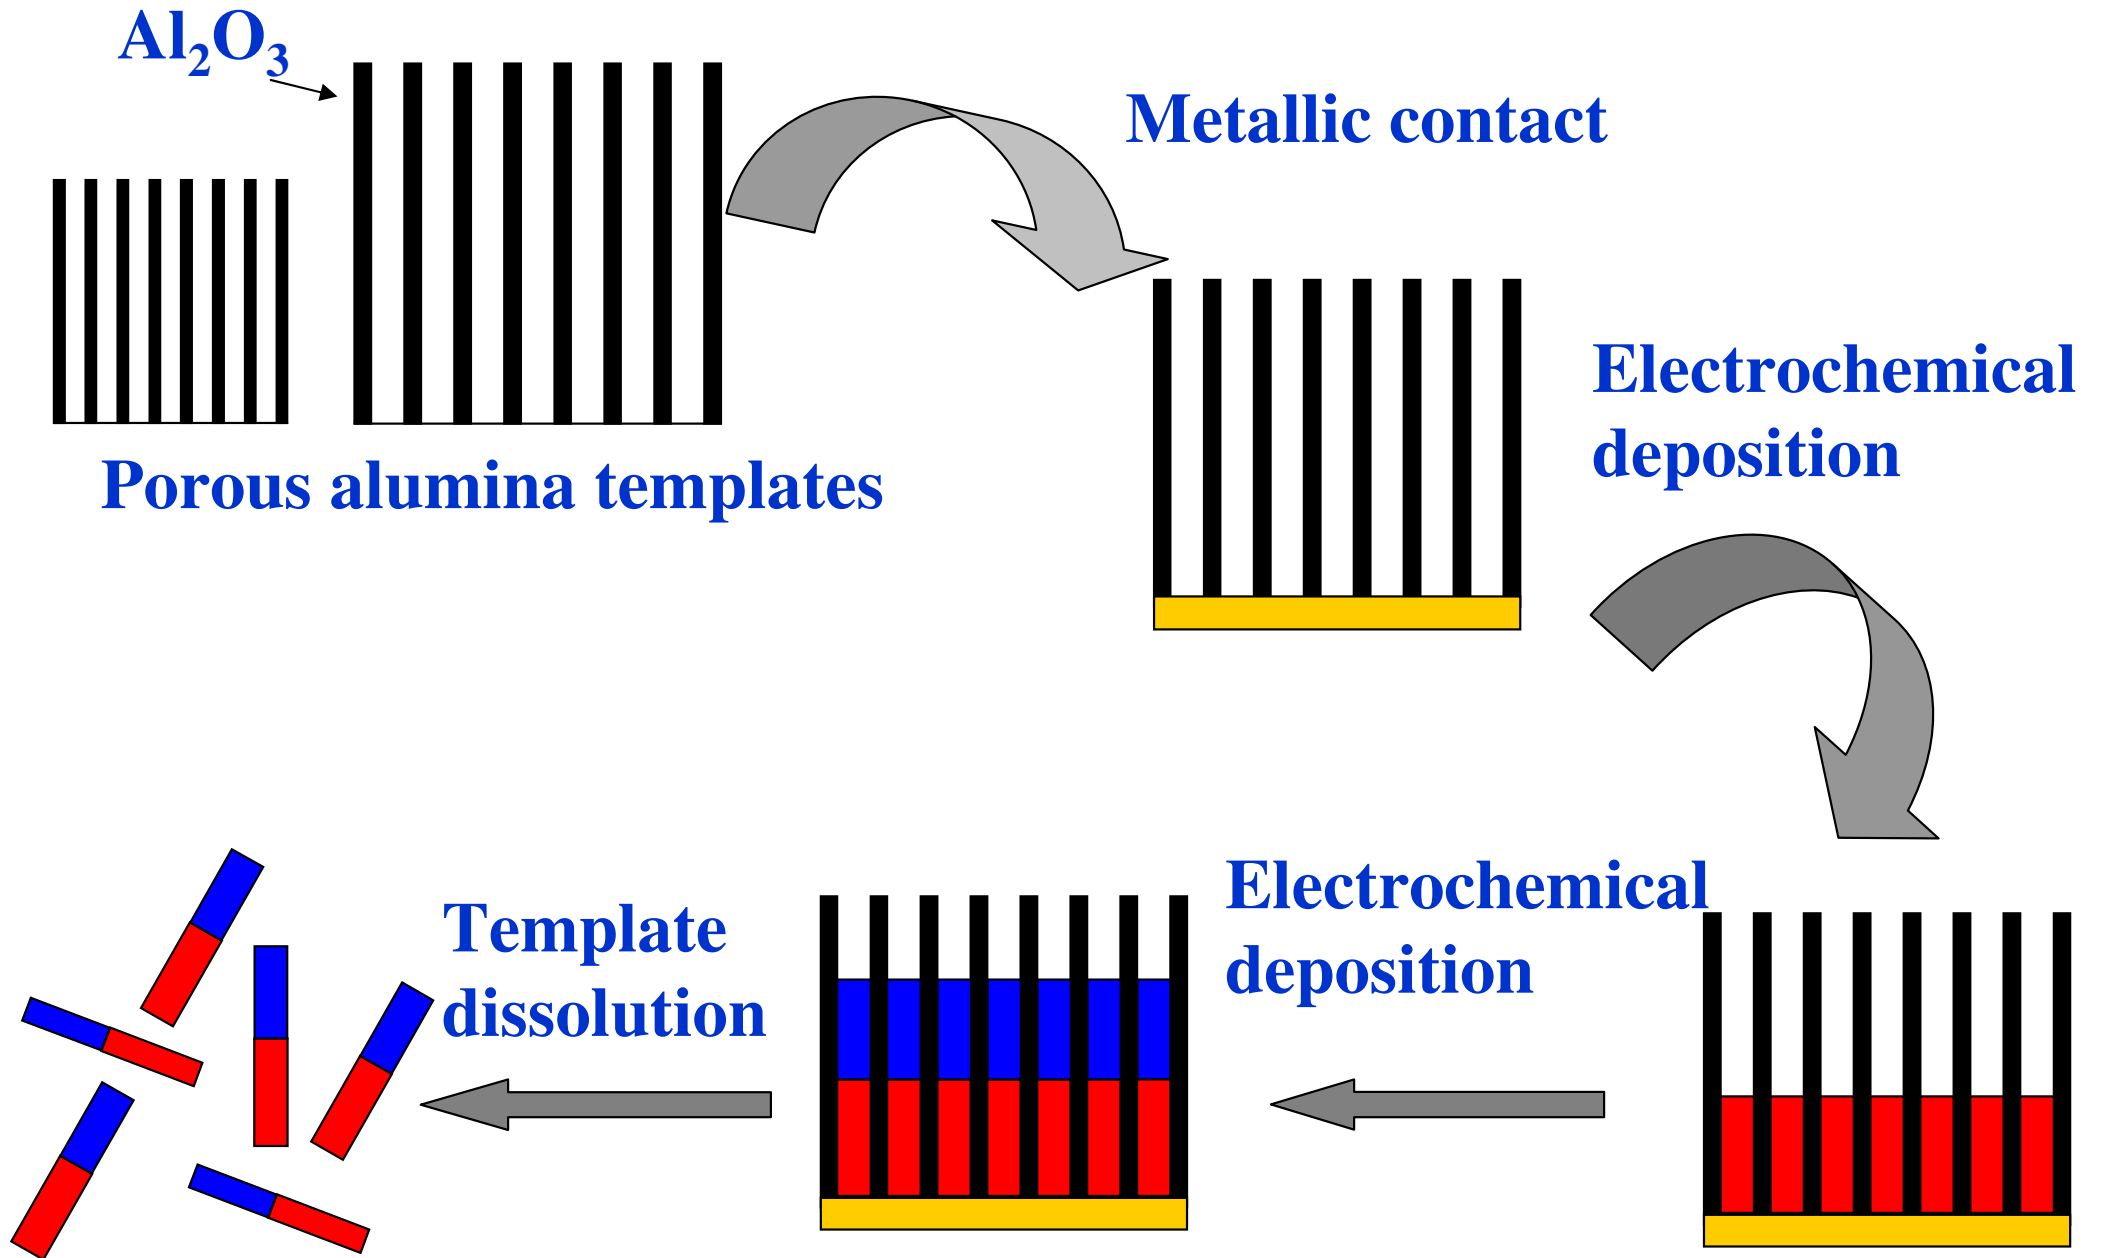 Al₂O₃
Metallic contact
Porous alumina templates
Electrochemical
deposition
Electrochemical
deposition
Template
dissolution